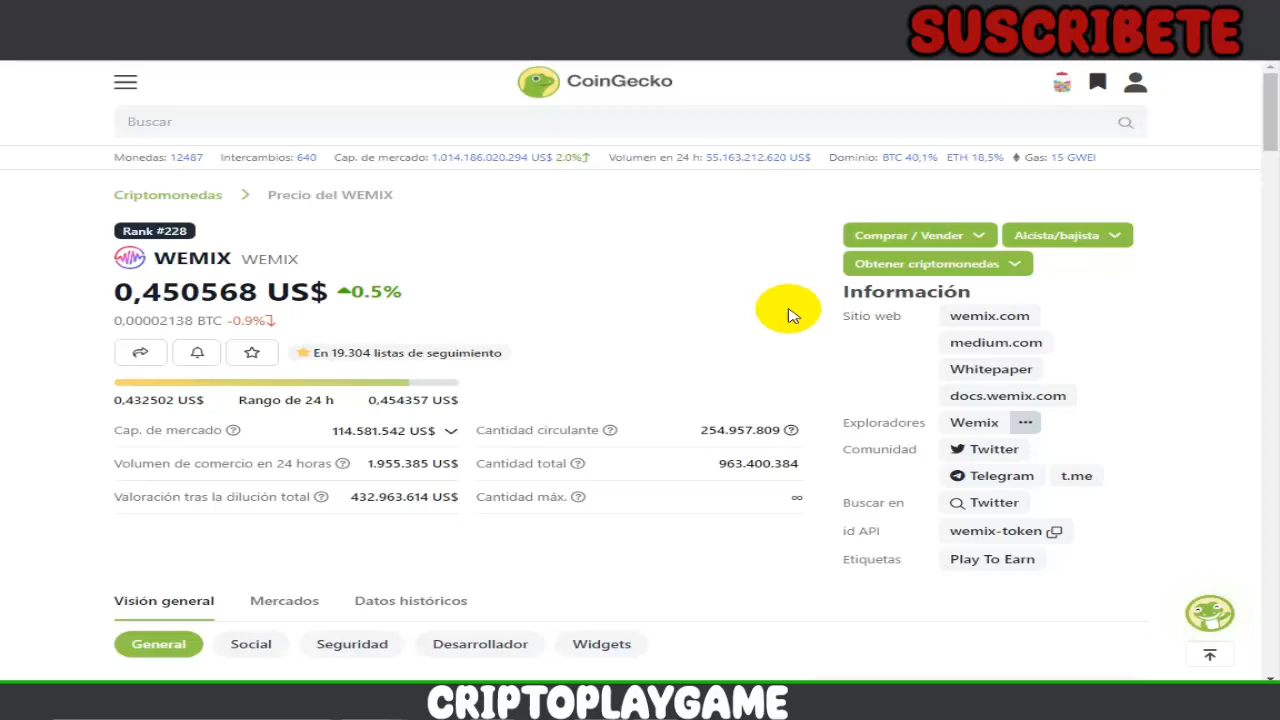 SUSCRIBETE
CoinGecko
Buscar
Monedas: 12487 Intercambios: 640 Cap. de mercado: 1.014.186.020.294 US$ 2.0% Volumen en 24 h: 55.163.212.620 US$ Dominio: BTC 40,1% ETH 18,5% Gas: 15 GWEI
Criptomonedas > Precio del WEMIX
Rank #228
WEMIX WEMIX
0,450568 US$ 0.5%
0,00002138 BTC -0.9%
En 19.304 listas de seguimiento
0,432502 US$ Rango de 24 h 0,454357 US$
Cap. de mercado 114.581.542 US$
Volumen de comercio en 24 horas 1.955.385 US$
Valoración tras la dilución total 432.963.614 US$
Cantidad circulante 254.957.809
Cantidad total 963.400.384
Cantidad máx. ∞
Comprar / Vender Alcista/bajista
Obtener criptomonedas
Información
Sitio web wemix.com
medium.com
Whitepaper
docs.wemix.com
Exploradores Wemix ...
Comunidad Twitter
Telegram t.me
Buscar en Twitter
id API wemix-token
Etiquetas Play To Earn
Visión general Mercados Datos históricos
General Social Seguridad Desarrollador Widgets
CRIPTOPLAYGAME